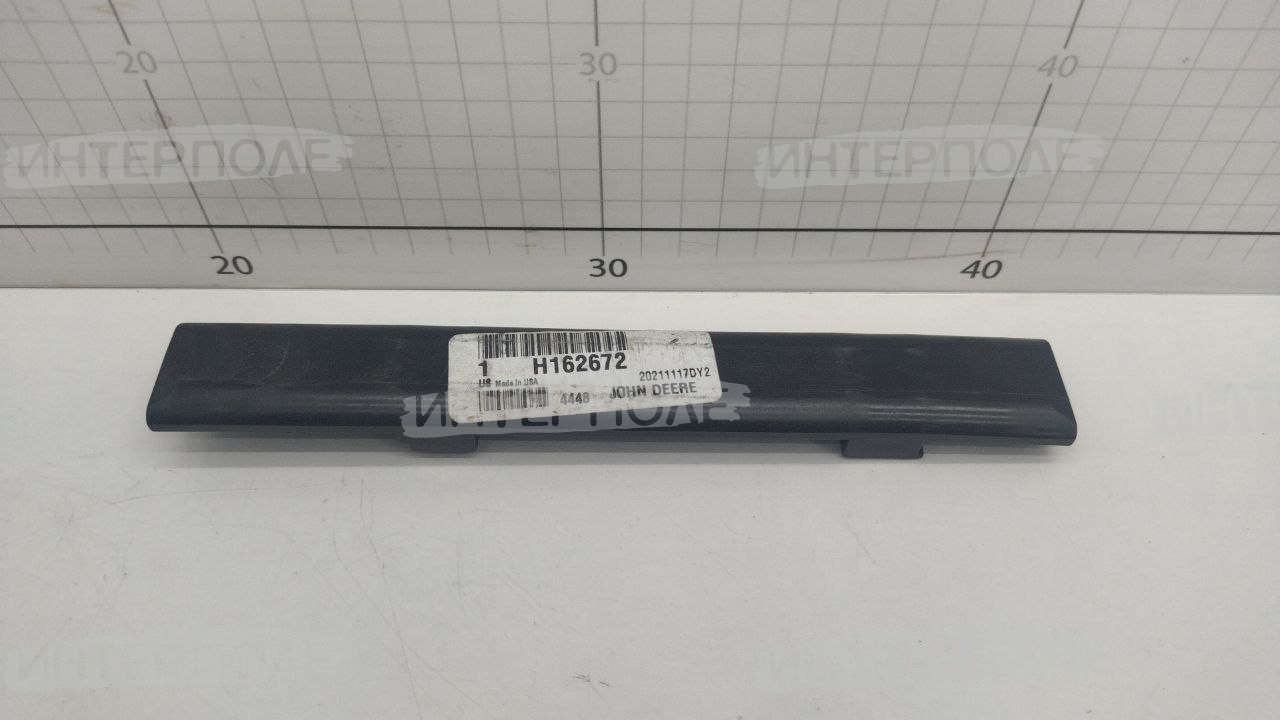 20 30 40
ИНТЕРПОЛЕ ИНТЕРПОЛЕ
20 30 40
1 H162672
20211117DY2
US Made In USA
4448 JOHN DEERE
ИНТЕРПОЛЕ
ИНТЕРПОЛЕ